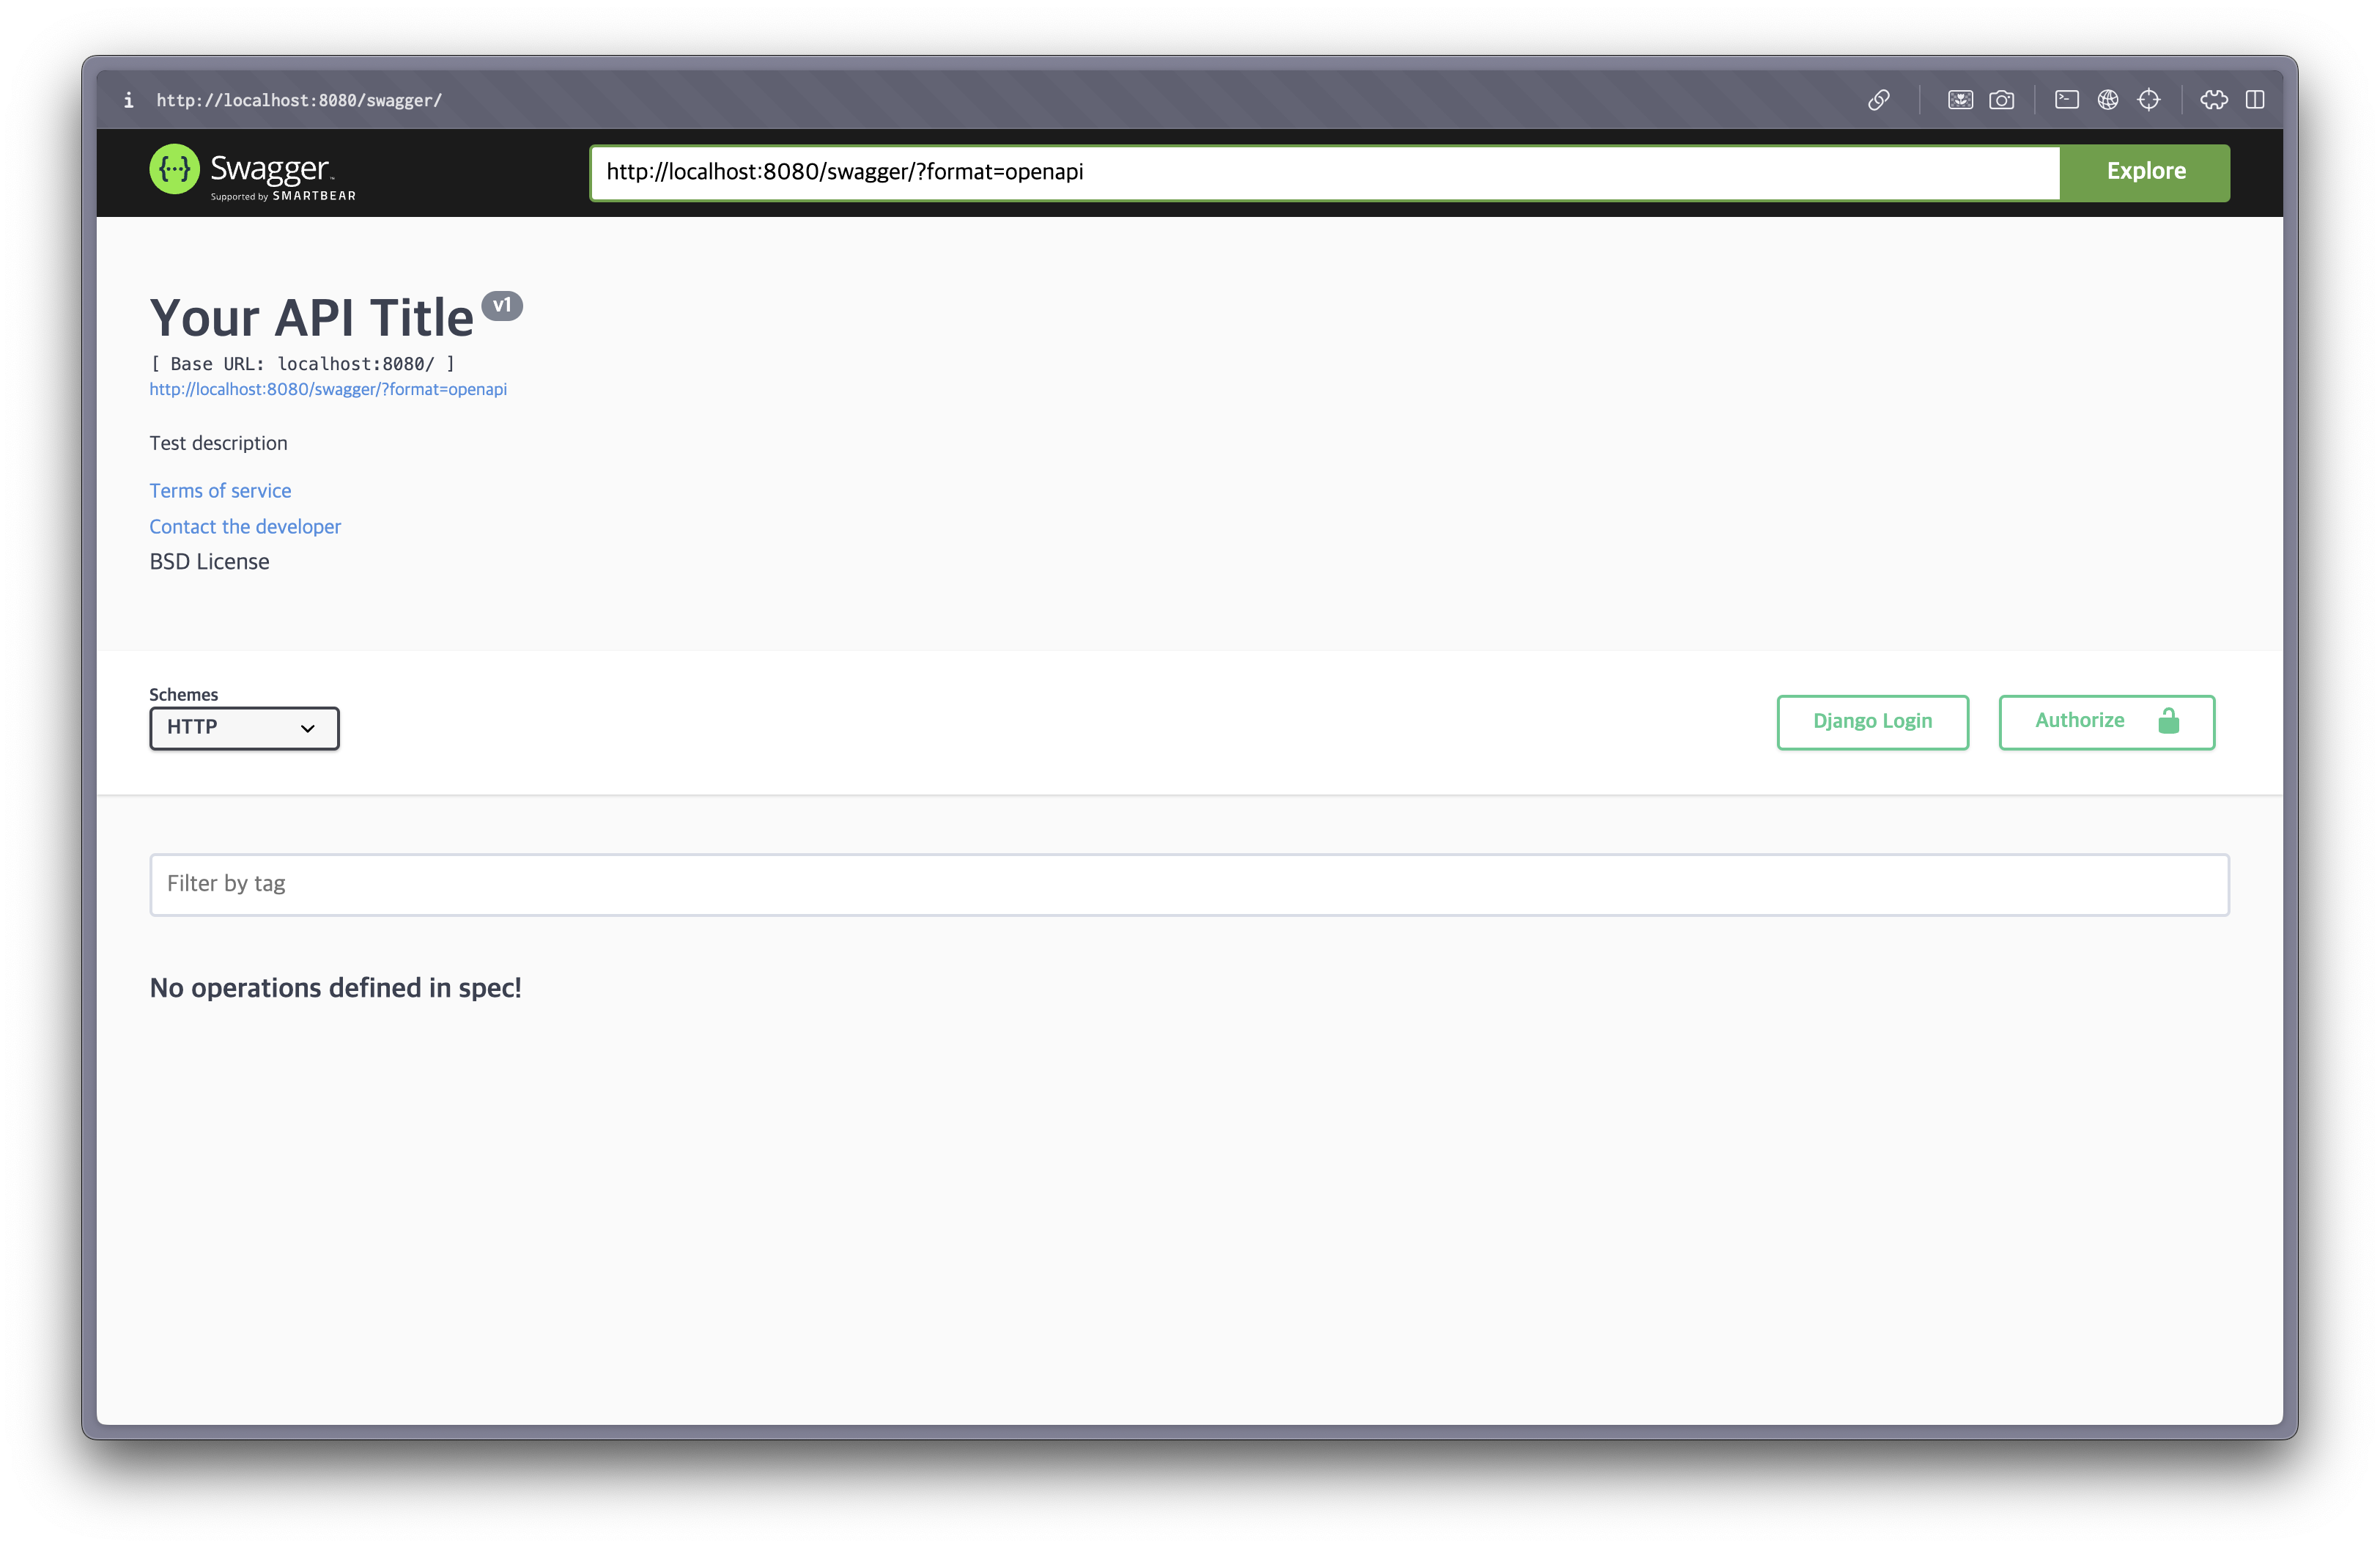 i http://localhost:8080/swagger/
{···} Swagger™
Supported by SMARTBEAR
http://localhost:8080/swagger/?format=openapi
Explore
Your API Title v1
[ Base URL: localhost:8080/ ]
http://localhost:8080/swagger/?format=openapi
Test description
Terms of service
Contact the developer
BSD License
Schemes
HTTP
Django Login
Authorize
Filter by tag
No operations defined in spec!